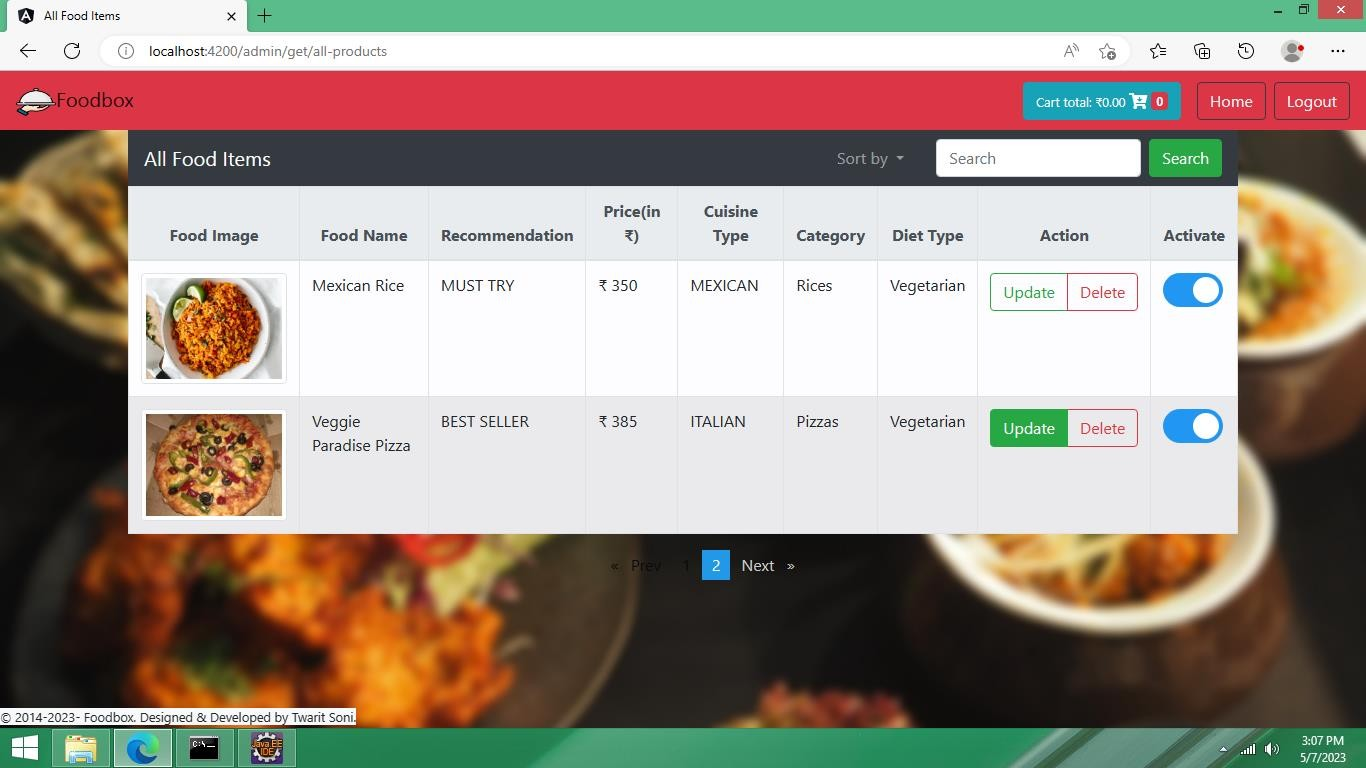 All Food Items
localhost:4200/admin/get/all-products
Foodbox
Cart total: ₹0.00 0
Home
Logout
All Food Items
Sort by
Search
Search
Food Image
Food Name
Recommendation
Price(in
₹)
Cuisine
Type
Category
Diet Type
Action
Activate
Mexican Rice
MUST TRY
₹ 350
MEXICAN
Rices
Vegetarian
Update
Delete
Veggie
Paradise Pizza
BEST SELLER
₹ 385
ITALIAN
Pizzas
Vegetarian
Update
Delete
« Prev 1 2 Next »
© 2014-2023- Foodbox. Designed & Developed by Twarit Soni.
C:\_
Java EE
IDE
3:07 PM
5/7/2023